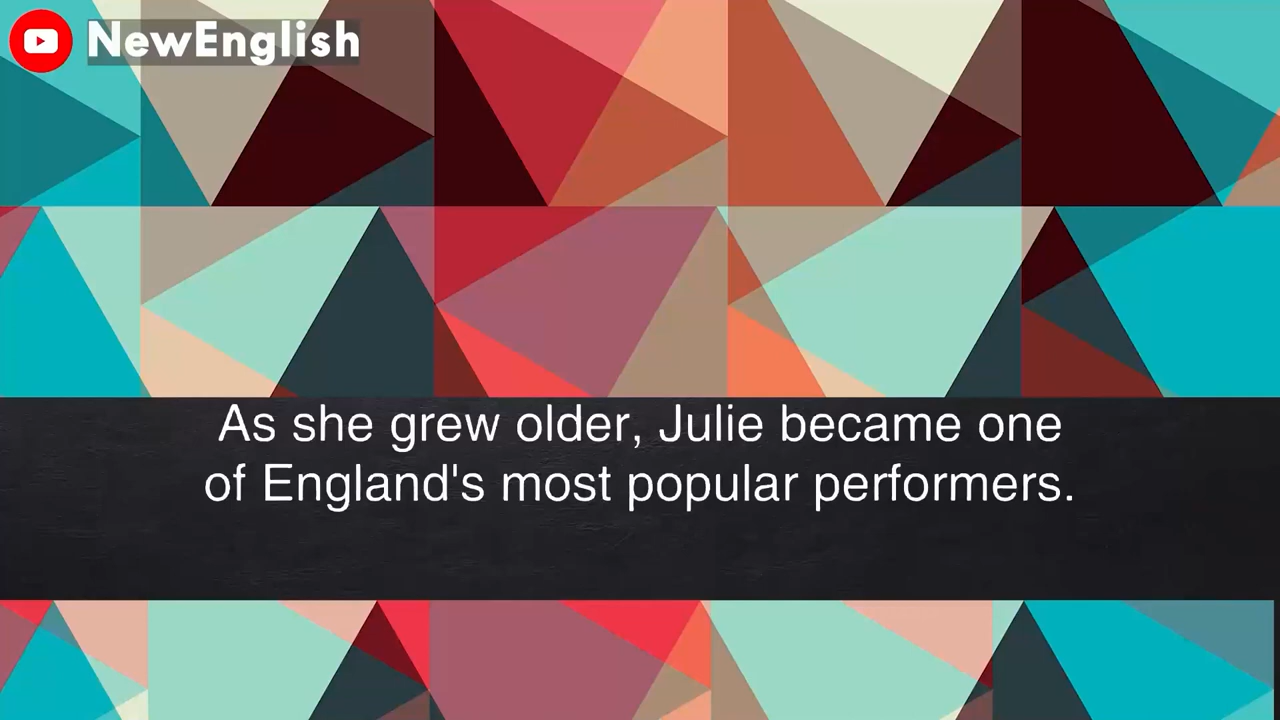 NewEnglish
As she grew older, Julie became one
of England's most popular performers.